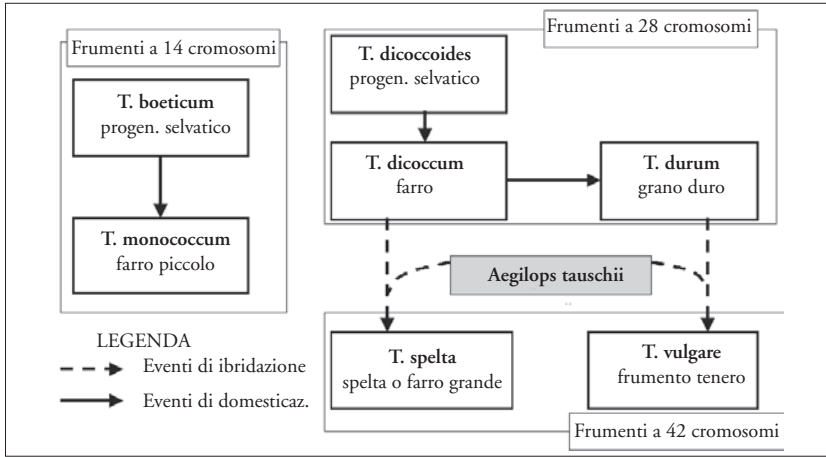 Frumenti a 14 cromosomi
T. boeticum
progen. selvatico
T. monococcum
farro piccolo
Frumenti a 28 cromosomi
T. dicoccoides
progen. selvatico
T. dicoccum
farro
T. durum
grano duro
Aegilops tauschii
T. spelta
spelta o farro grande
T. vulgare
frumento tenero
Frumenti a 42 cromosomi
LEGENDA
Eventi di ibridazione
Eventi di domesticaz.